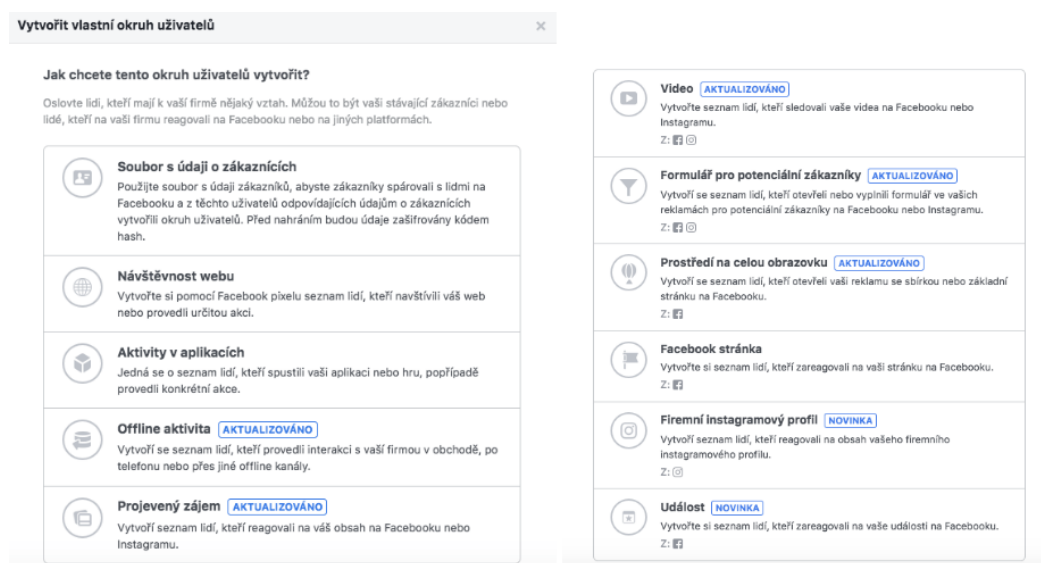 Vytvořit vlastní okruh uživatelů
×
Jak chcete tento okruh uživatelů vytvořit?
Oslovte lidi, kteří mají k vaší firmě nějaký vztah. Můžou to být vaši stávající zákazníci nebo
lidé, kteří na vaši firmu reagovali na Facebooku nebo na jiných platformách.
Soubor s údaji o zákaznících
Použijte soubor s údaji zákazníků, abyste zákazníky spárovali s lidmi na
Facebooku a z těchto uživatelů odpovídajících údajům o zákaznících
vytvořili okruh uživatelů. Před nahráním budou údaje zašifrovány kódem
hash.
Návštěvnost webu
Vytvořte si pomocí Facebook pixelu seznam lidí, kteří navštívili váš web
nebo provedli určitou akci.
Aktivity v aplikacích
Jedná se o seznam lidí, kteří spustili vaši aplikaci nebo hru, popřípadě
provedli konkrétní akce.
Offline aktivita AKTUALIZOVÁNO
Vytvoří se seznam lidí, kteří provedli interakci s vaší firmou v obchodě, po
telefonu nebo přes jiné offline kanály.
Projevený zájem AKTUALIZOVÁNO
Vytvoří seznam lidí, kteří reagovali na váš obsah na Facebooku nebo
Instagramu.
Video AKTUALIZOVÁNO
Vytvořte seznam lidí, kteří sledovali vaše videa na Facebooku nebo
Instagramu.
Z:
Formulář pro potenciální zákazníky AKTUALIZOVÁNO
Vytvoří se seznam lidí, kteří otevřeli nebo vyplnili formulář ve vašich
reklamách pro potenciální zákazníky na Facebooku nebo Instagramu.
Z:
Prostředí na celou obrazovku AKTUALIZOVÁNO
Vytvoří se seznam lidí, kteří otevřeli vaši reklamu se sbírkou nebo základní
stránku na Facebooku.
Z:
Facebook stránka
Vytvořte si seznam lidí, kteří zareagovali na vaši stránku na Facebooku.
Z:
Firemní instagramový profil NOVINKA
Vytvoří seznam lidí, kteří reagovali na obsah vašeho firemního
instagramového profilu.
Z:
Událost NOVINKA
Vytvořte si seznam lidí, kteří zareagovali na vaše události na Facebooku.
Z: